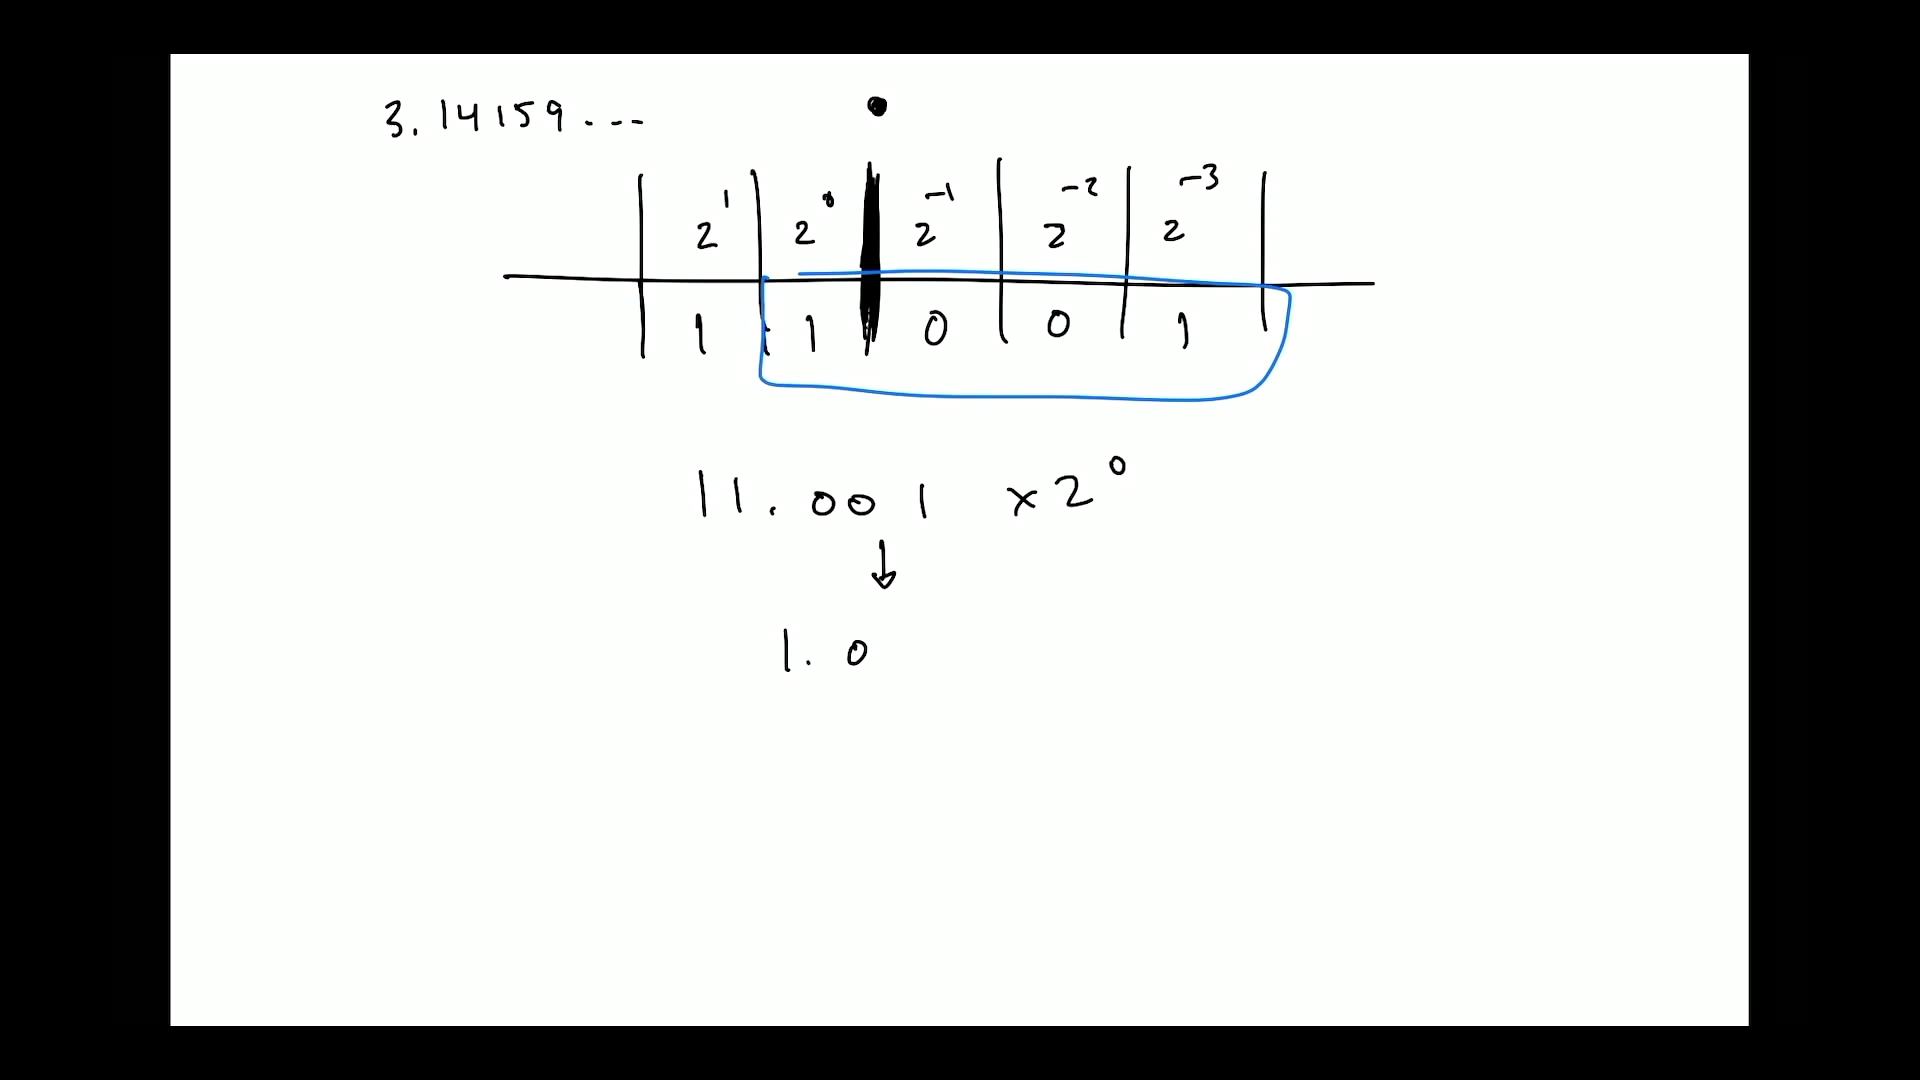 3.14159...
2¹ 2⁰ 2⁻¹ 2⁻² 2⁻³
1 1 0 0 1
11.001 x2⁰
↓
1.0